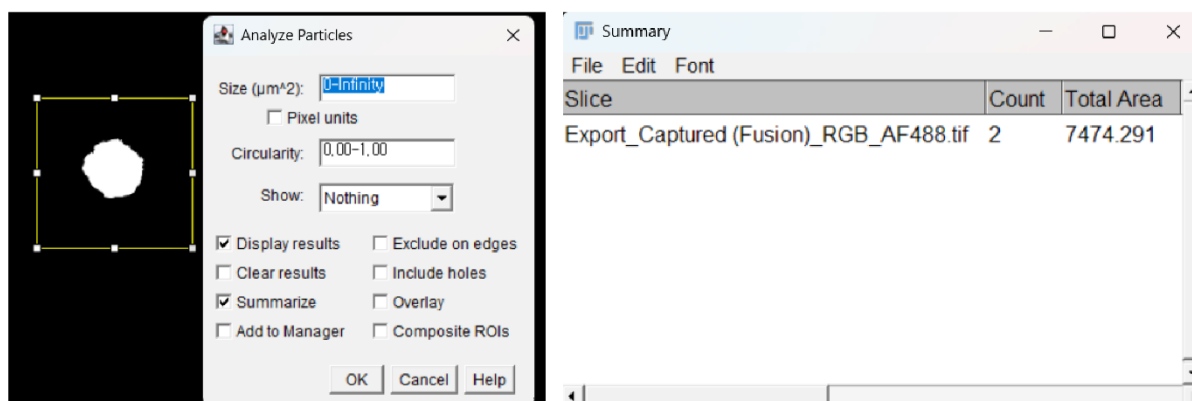 Analyze Particles
Size (µm^2): 0-Infinity
Pixel units
Circularity: 0,00-1,00
Show: Nothing
Display results Exclude on edges
Clear results Include holes
Summarize Overlay
Add to Manager Composite ROIs
OK Cancel Help
Summary
File Edit Font
Slice Count Total Area
Export_Captured (Fusion)_RGB_AF488.tif 2 7474.291